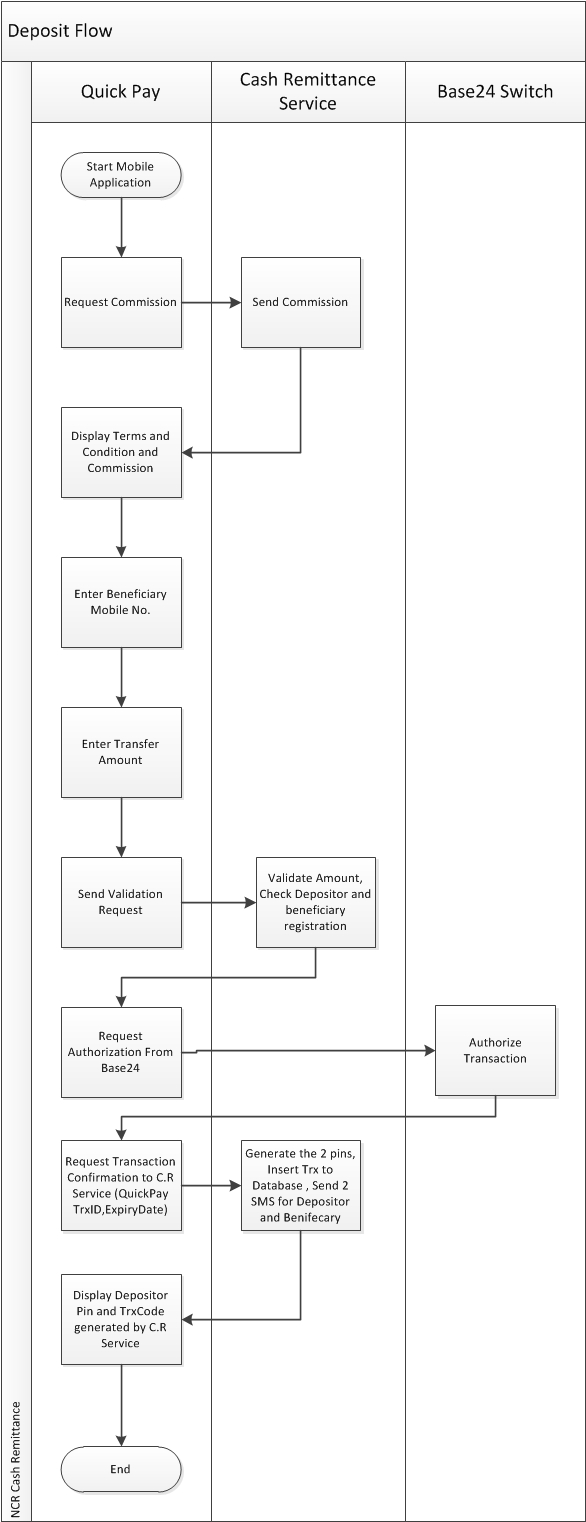 Deposit Flow
Quick Pay
Cash Remittance
Service
Base24 Switch
Start Mobile
Application
Request Commission
Send Commission
Display Terms and
Condition and
Commission
Enter Beneficiary
Mobile No.
Enter Transfer
Amount
Send Validation
Request
Validate Amount,
Check Depositor and
beneficiary
registration
Request
Authorization From
Base24
Authorize
Transaction
Request Transaction
Confirmation to C.R
Service (QuickPay
TrxID,ExpiryDate)
Generate the 2 pins,
Insert Trx to
Database , Send 2
SMS for Depositor
and Benifecary
Display Depositor
Pin and TrxCode
generated by C.R
Service
End
NCR Cash Remittance